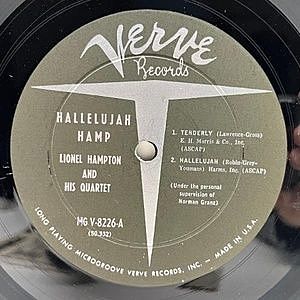 Verve
Records
HALLELUJAH
HAMP
LIONEL HAMPTON
AND
HIS QUARTET
MG V-8226-A
(50,332)
1. TENDERLY (Lawrence-Gross)
E. H. Morris & Co., Inc.
(ASCAP)
2. HALLELUJAH (Robin-Grey-
Youmans) Harms, Inc. (ASCAP)
(Under the personal
supervision of
Norman Granz)
LONG PLAYING MICROGROOVE VERVE RECORDS, INC. — MADE IN U.S.A.